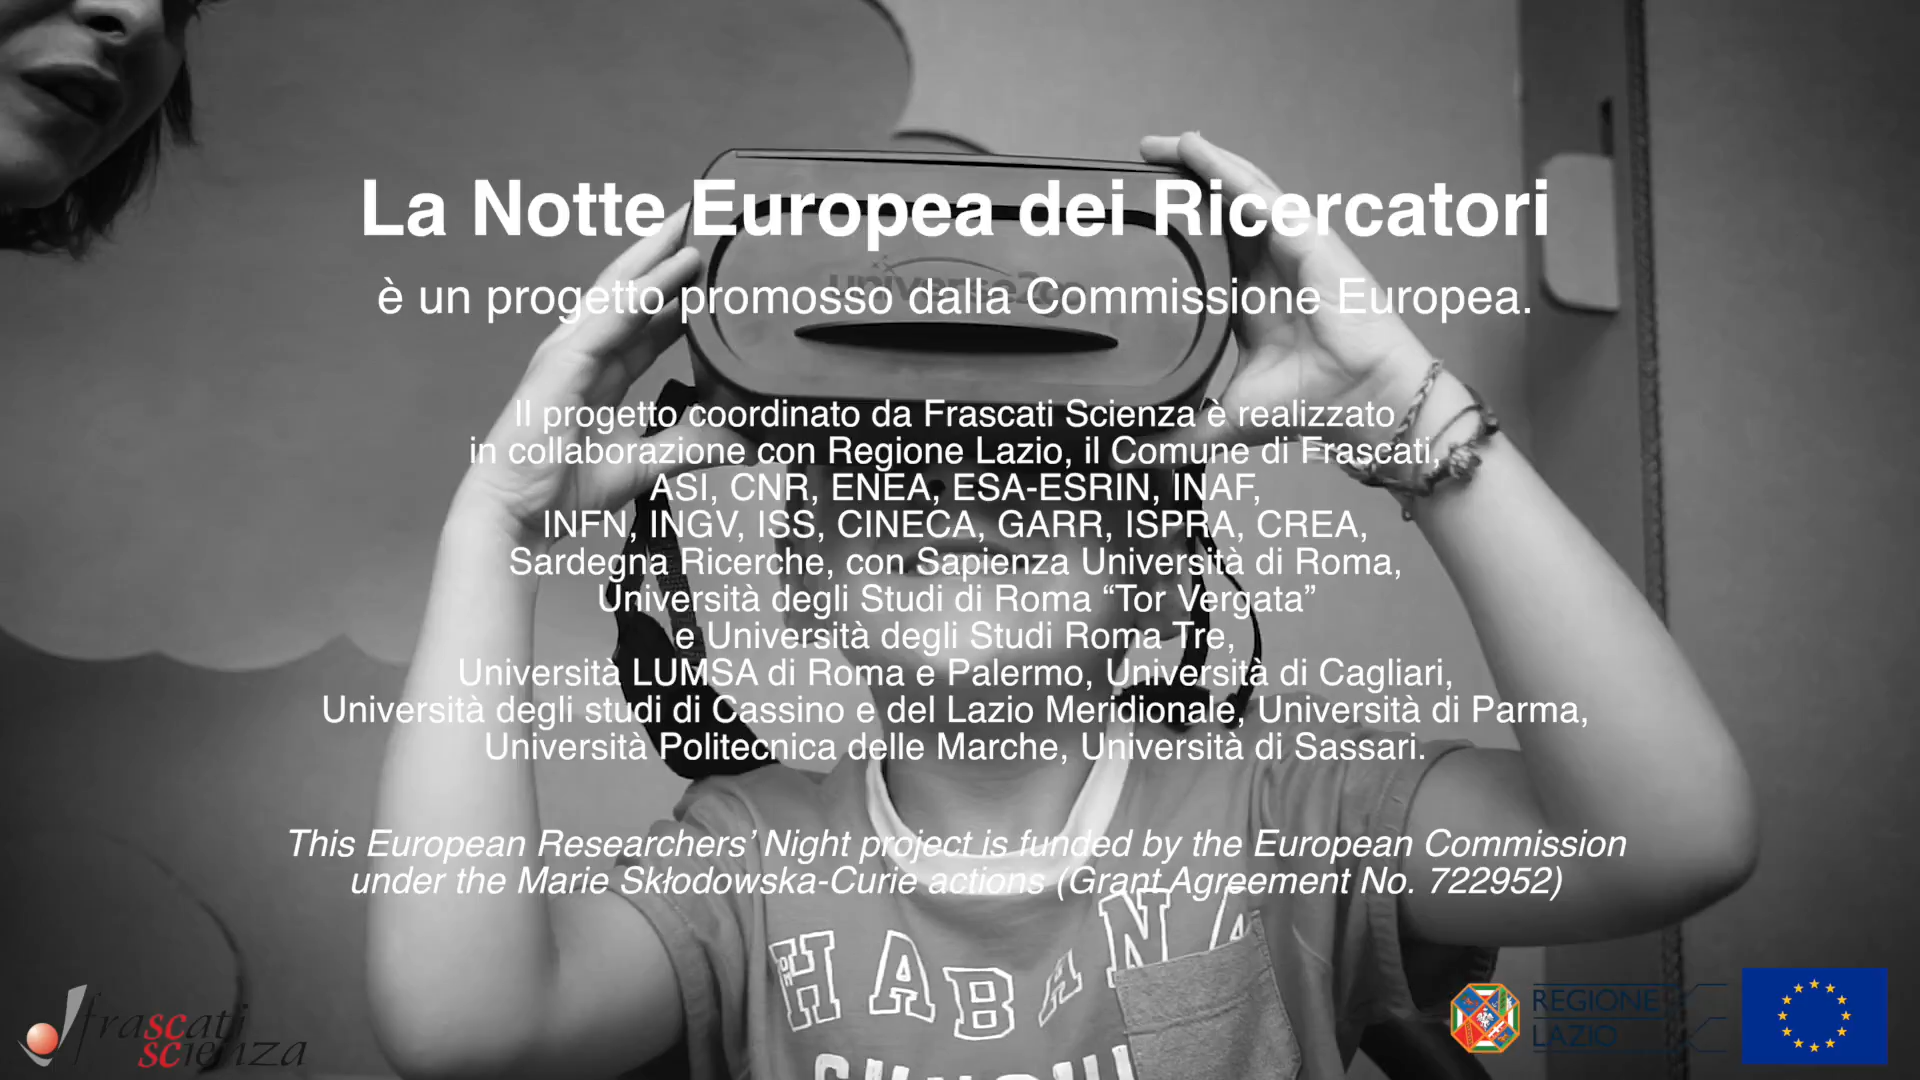 La Notte Europea dei Ricercatori
è un progetto promosso dalla Commissione Europea.
Il progetto coordinato da Frascati Scienza è realizzato
in collaborazione con Regione Lazio, il Comune di Frascati,
ASI, CNR, ENEA, ESA-ESRIN, INAF,
INFN, INGV, ISS, CINECA, GARR, ISPRA, CREA,
Sardegna Ricerche, con Sapienza Università di Roma,
Università degli Studi di Roma “Tor Vergata”
e Università degli Studi Roma Tre,
Università LUMSA di Roma e Palermo, Università di Cagliari,
Università degli studi di Cassino e del Lazio Meridionale, Università di Parma,
Università Politecnica delle Marche, Università di Sassari.
This European Researchers’ Night project is funded by the European Commission
under the Marie Skłodowska-Curie actions (Grant Agreement No. 722952)
HABANA
frascati
scienza
REGIONE
LAZIO